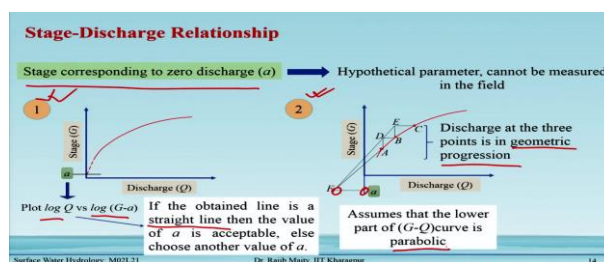 Stage-Discharge Relationship
Stage corresponding to zero discharge (a)
Hypothetical parameter, cannot be measured
in the field
1
Stage (G)
a
Discharge (Q)
Plot log Q vs log (G-a)
If the obtained line is a
straight line then the value
of a is acceptable, else
choose another value of a.
2
Stage (G)
E
C
D
B
A
F
a
Discharge (Q)
Discharge at the three
points is in geometric
progression
Assumes that the lower
part of (G-Q)curve is
parabolic
Surface Water Hydrology: M02L21
Dr. Rajib Maity, IIT Kharagpur
14